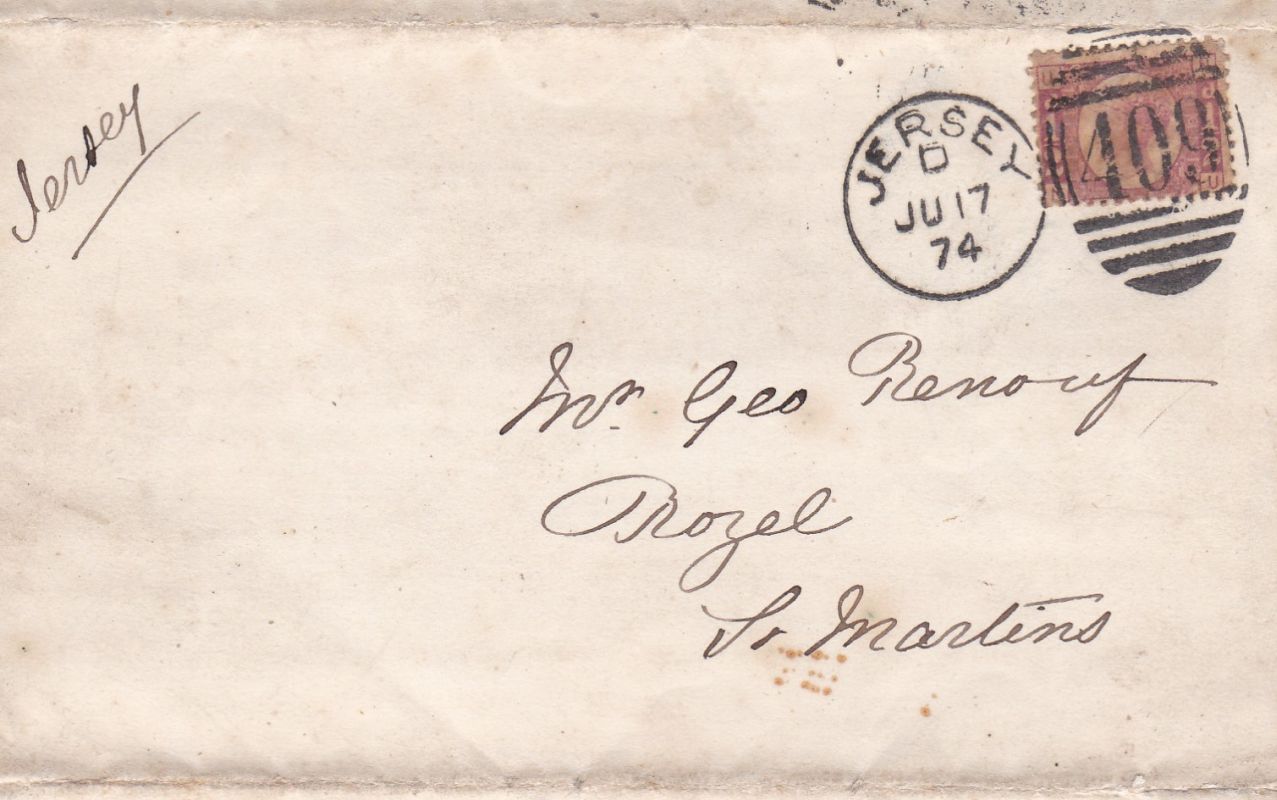 Jersey
JERSEY
D
JU 17
74
409
Mr. Geo Renouf
Rozel
St Martins